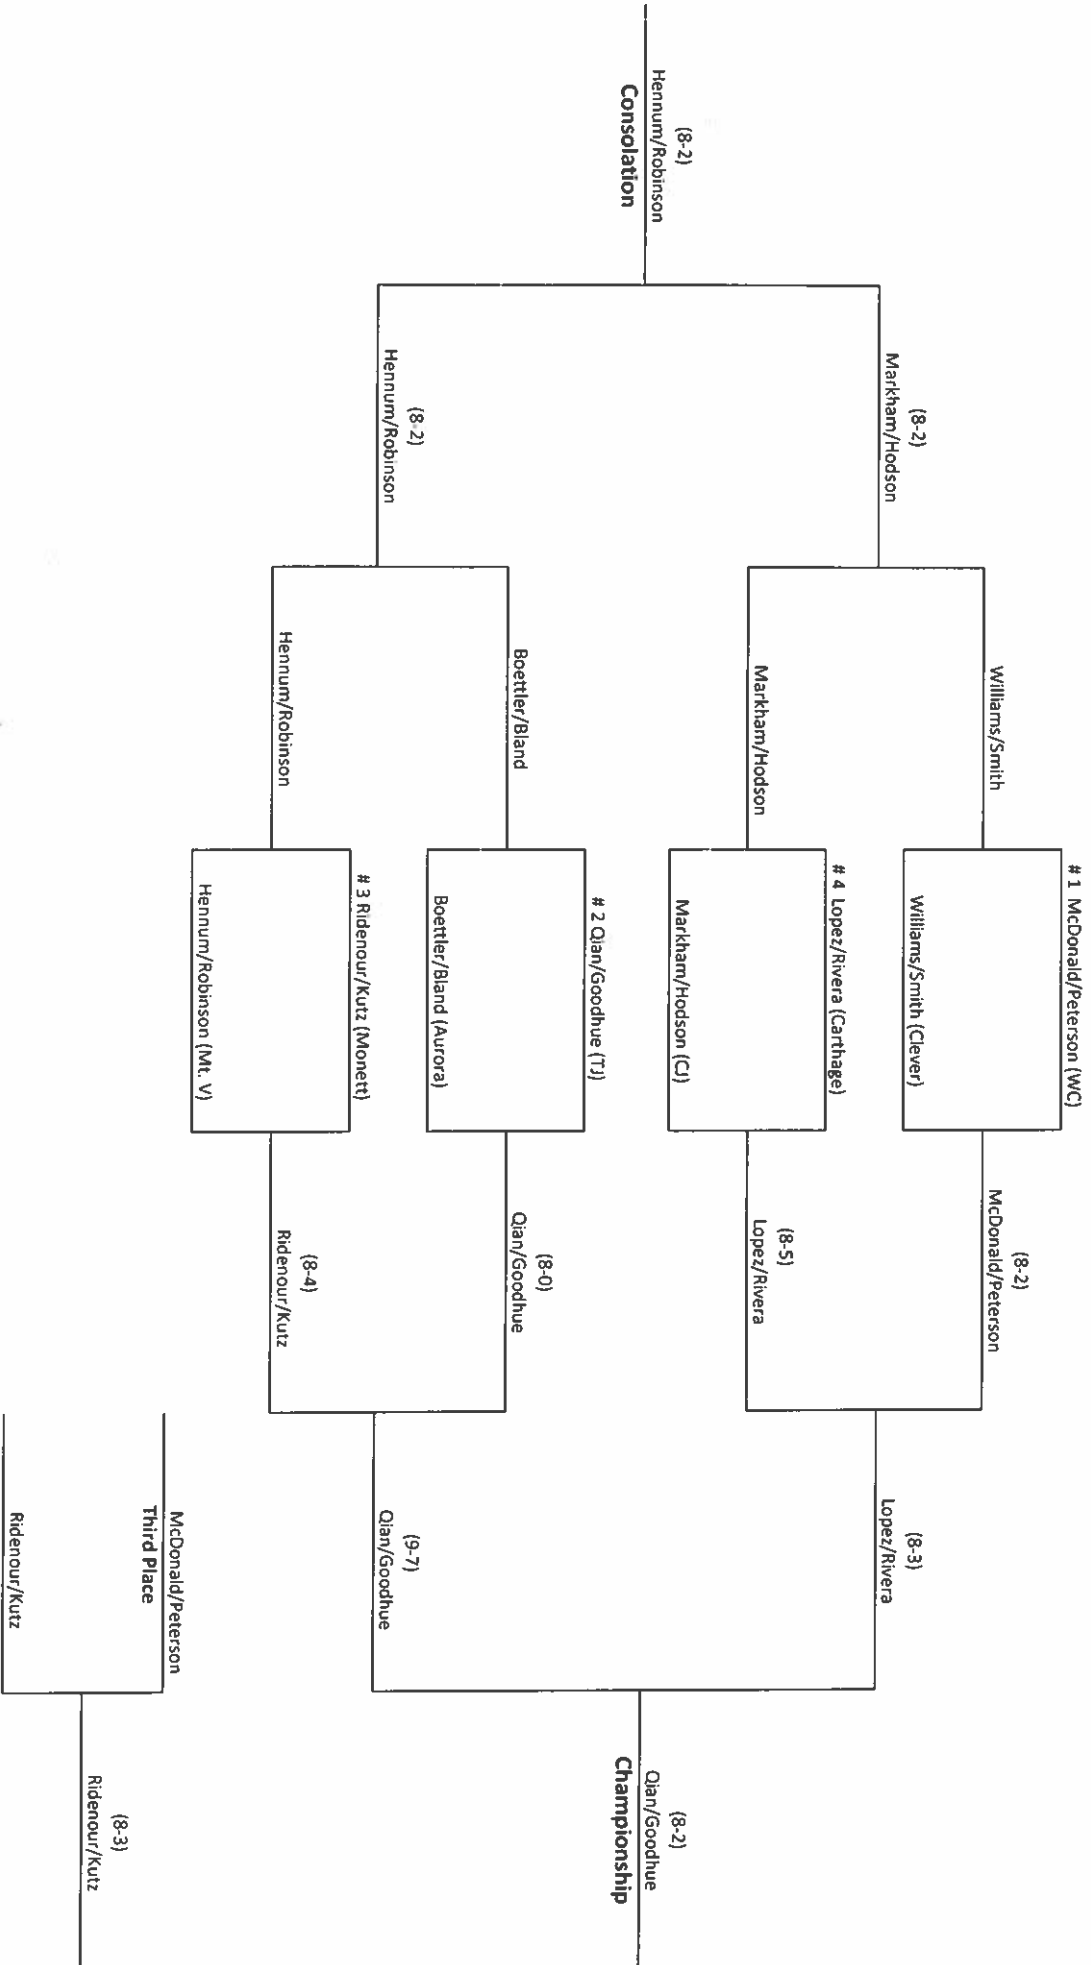 # 1 McDonald/Peterson (WC)
Williams/Smith
(8-2)
McDonald/Peterson
Williams/Smith (Clever)
(8-2)
Markham/Hodson
(8-3)
Lopez/Rivera
# 4 Lopez/Rivera (Carthage)
Markham/Hodson
(8-5)
Lopez/Rivera
Markham/Hodson (CJ)
(8-2)
Hennum/Robinson
Consolation
(8-2)
Qian/Goodhue
Championship
# 2 Qian/Goodhue (TJ)
Boettler/Bland
(8-0)
Qian/Goodhue
Boettler/Bland (Aurora)
(8-2)
Hennum/Robinson
(9-7)
Qian/Goodhue
# 3 Ridenour/Kutz (Monett)
Hennum/Robinson
(8-4)
Ridenour/Kutz
Hennum/Robinson (Mt. V)
McDonald/Peterson
Third Place
(8-3)
Ridenour/Kutz
Ridenour/Kutz